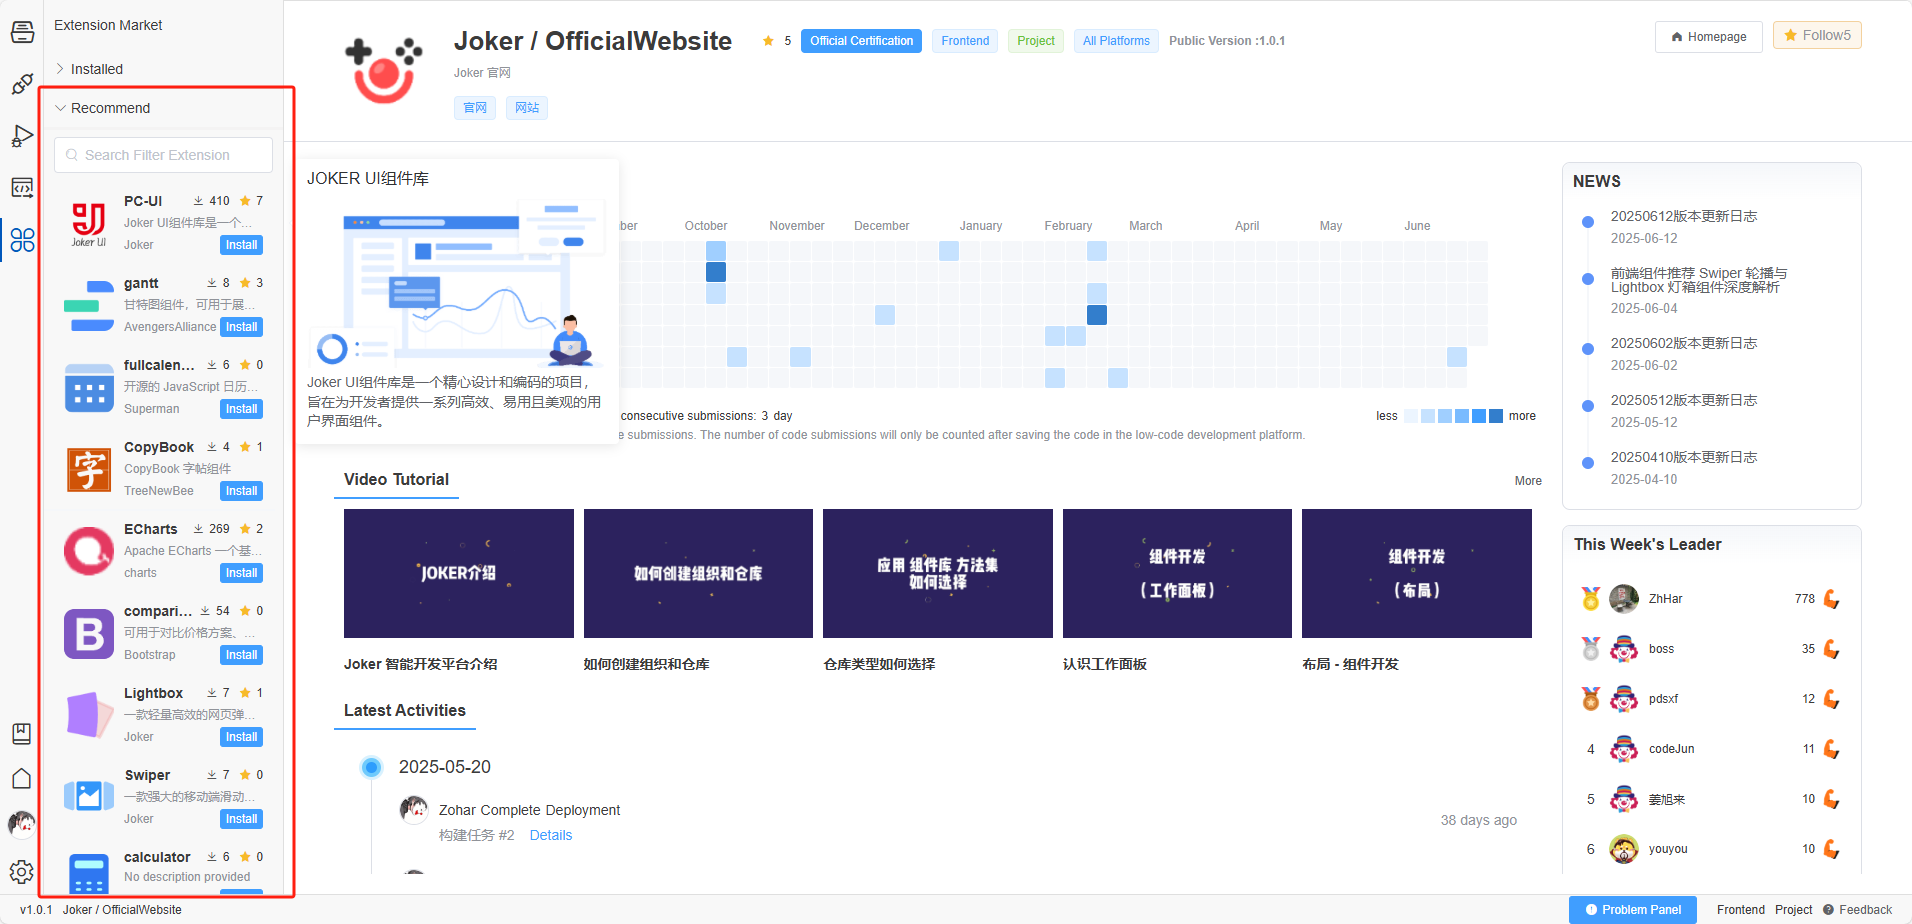 Extension Market
Installed
Recommend
Search Filter Extension
JOKER UI
PC-UI 410 7
Joker UI组件库是一个...
Joker Install
gantt 8 3
甘特图组件，可用于展...
AvengersAlliance Install
fullcalen... 6 0
开源的 JavaScript 日历...
Superman Install
字
CopyBook 4 1
CopyBook 字帖组件
TreeNewBee Install
ECharts 269 2
Apache ECharts 一个基...
charts Install
B
compari... 54 0
可用于对比价格方案、...
Bootstrap Install
Lightbox 7 1
一款轻量高效的网页弹...
Joker Install
Swiper 7 0
一款强大的移动端滑动...
Joker Install
calculator 6 0
No description provided
Joker / OfficialWebsite 5 Official Certification Frontend Project All Platforms Public Version :1.0.1
Joker 官网
官网 网站
Homepage Follow5
JOKER UI组件库
Joker UI组件库是一个精心设计和编码的项目，
旨在为开发者提供一系列高效、易用且美观的用
户界面组件。
ber October November December January February March April May June
consecutive submissions: 3 day
less more
e submissions. The number of code submissions will only be counted after saving the code in the low-code development platform.
Video Tutorial More
JOKER介绍
如何创建组织和仓库
应用 组件库 方法集
如何选择
组件开发
（工作面板）
组件开发
（布局）
Joker 智能开发平台介绍
如何创建组织和仓库
仓库类型如何选择
认识工作面板
布局 - 组件开发
Latest Activities
2025-05-20
Zohar Complete Deployment
构建任务 #2 Details
38 days ago
NEWS
20250612版本更新日志
2025-06-12
前端组件推荐 Swiper 轮播与
Lightbox 灯箱组件深度解析
2025-06-04
20250602版本更新日志
2025-06-02
20250512版本更新日志
2025-05-12
20250410版本更新日志
2025-04-10
This Week's Leader
ZhHar 778
boss 35
pdsxf 12
4 codeJun 11
5 姜旭来 10
6 youyou 10
v1.0.1 Joker / OfficialWebsite
Problem Panel Frontend Project Feedback